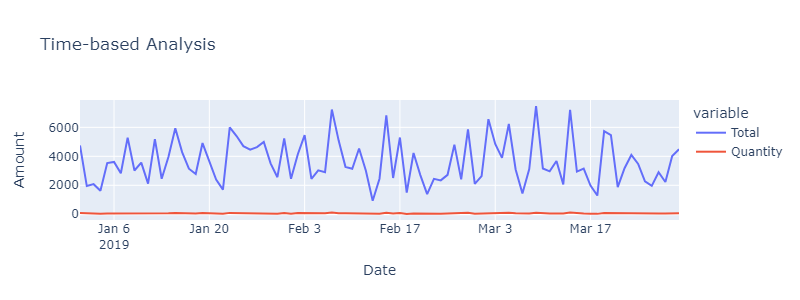 Time-based Analysis
variable
Total
Quantity
Amount
6000
4000
2000
0
Jan 6
2019
Jan 20
Feb 3
Feb 17
Mar 3
Mar 17
Date